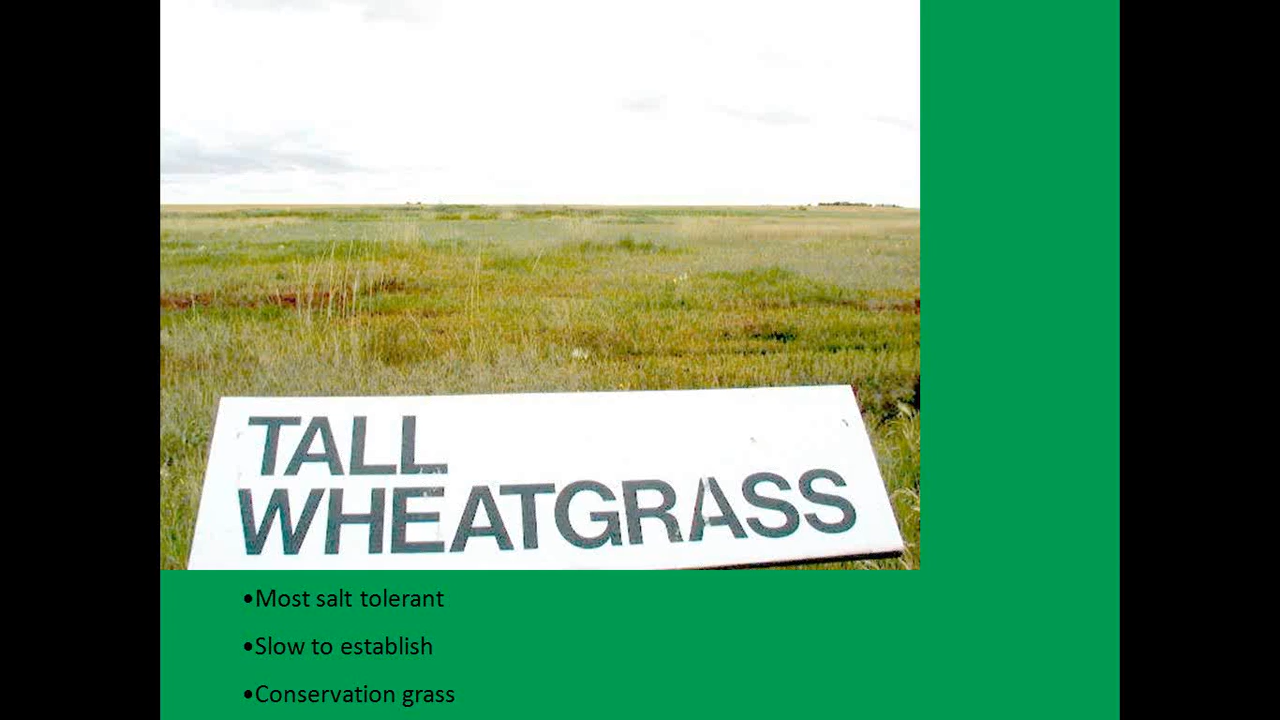 TALL
WHEATGRASS
•Most salt tolerant
•Slow to establish
•Conservation grass